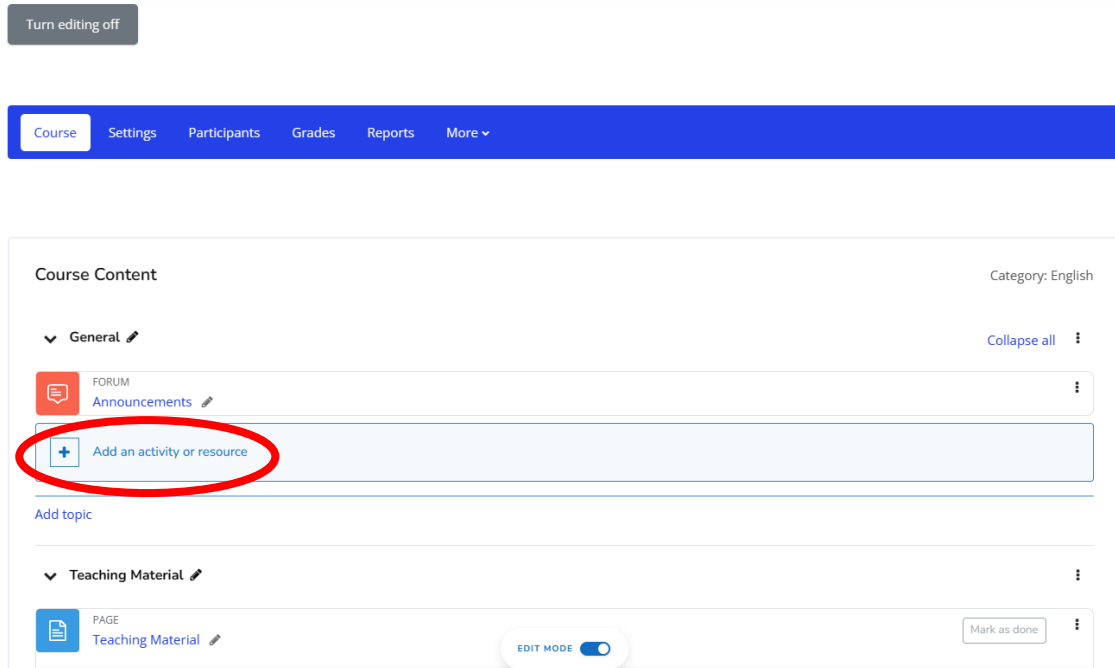 Turn editing off
Course Settings Participants Grades Reports More
Course Content
Category: English
General
Collapse all
FORUM
Announcements
Add an activity or resource
Add topic
Teaching Material
PAGE
Teaching Material
Mark as done
EDIT MODE